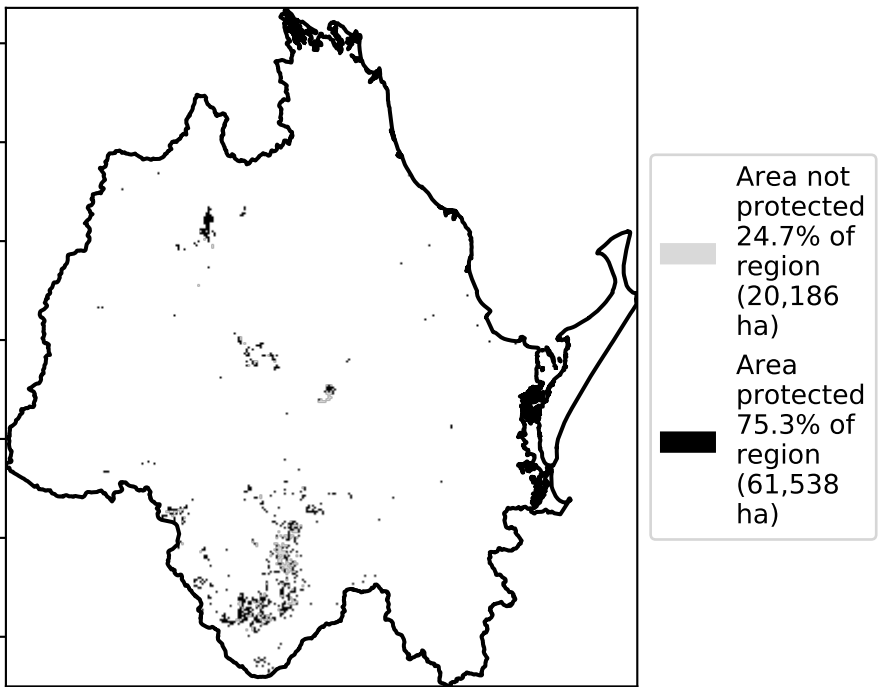 Area not
protected
24.7% of
region
(20,186
ha)
Area
protected
75.3% of
region
(61,538
ha)